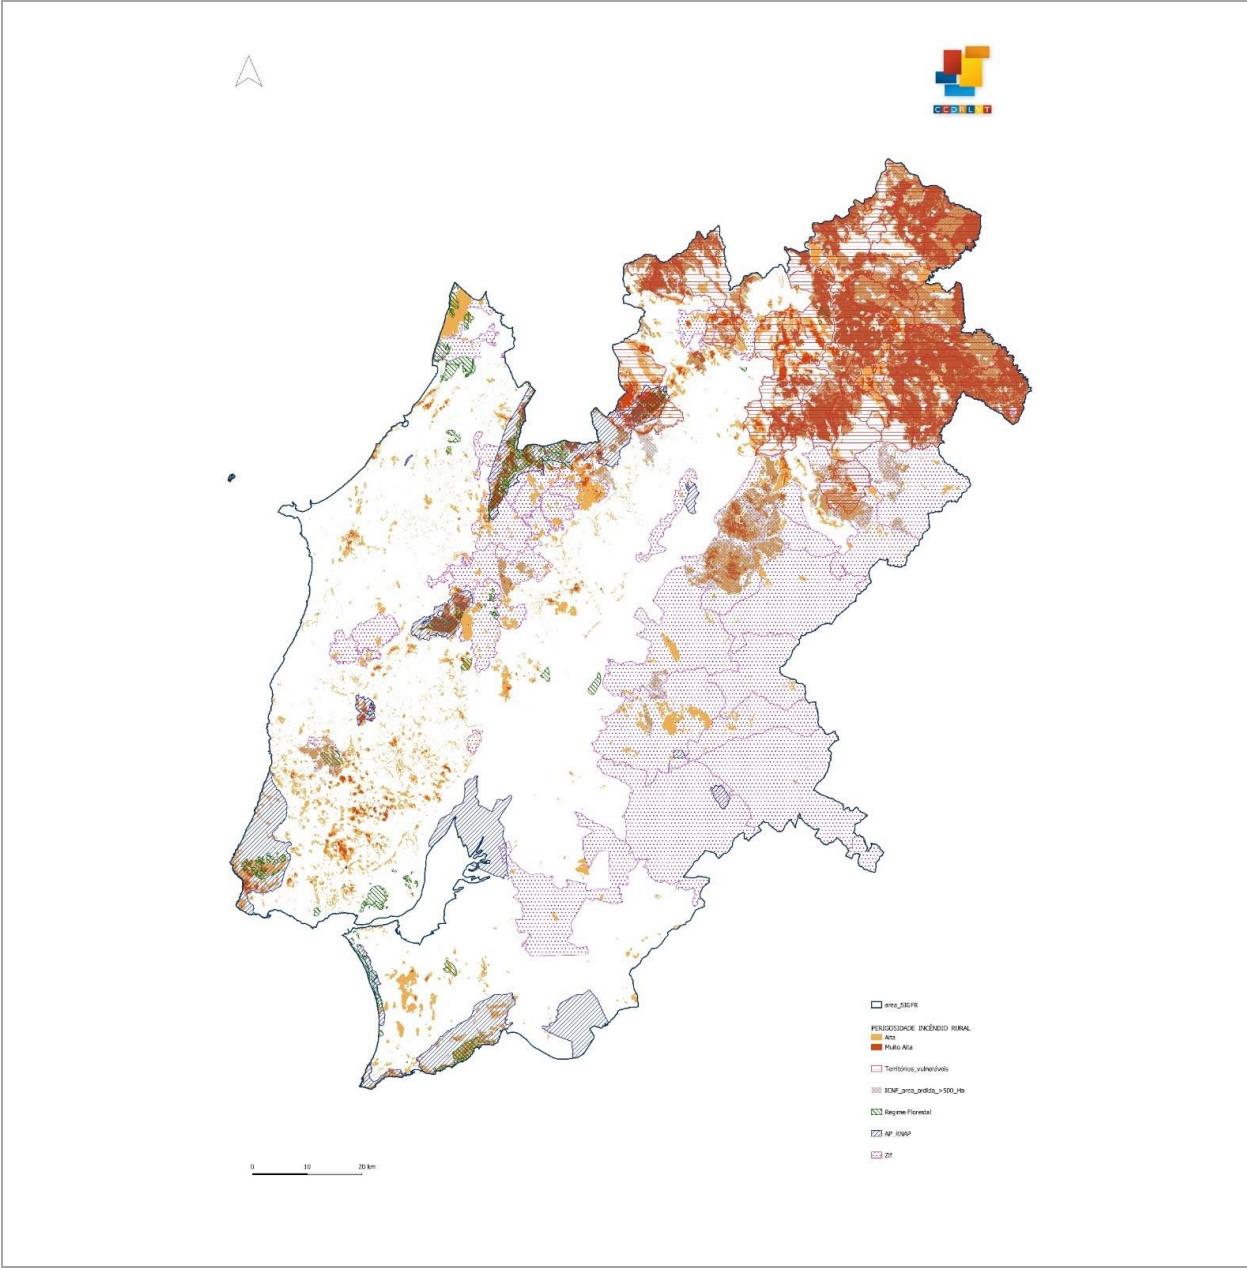 CCDRLVT
area_SIGFR
PERIGOSIDADE INCÊNDIO RURAL
Alta
Muito Alta
Territórios_vulneráveis
ICNF_area_ardida_>500_Ha
Regime Florestal
AP_RNAP
ZIF
0 10 20 km